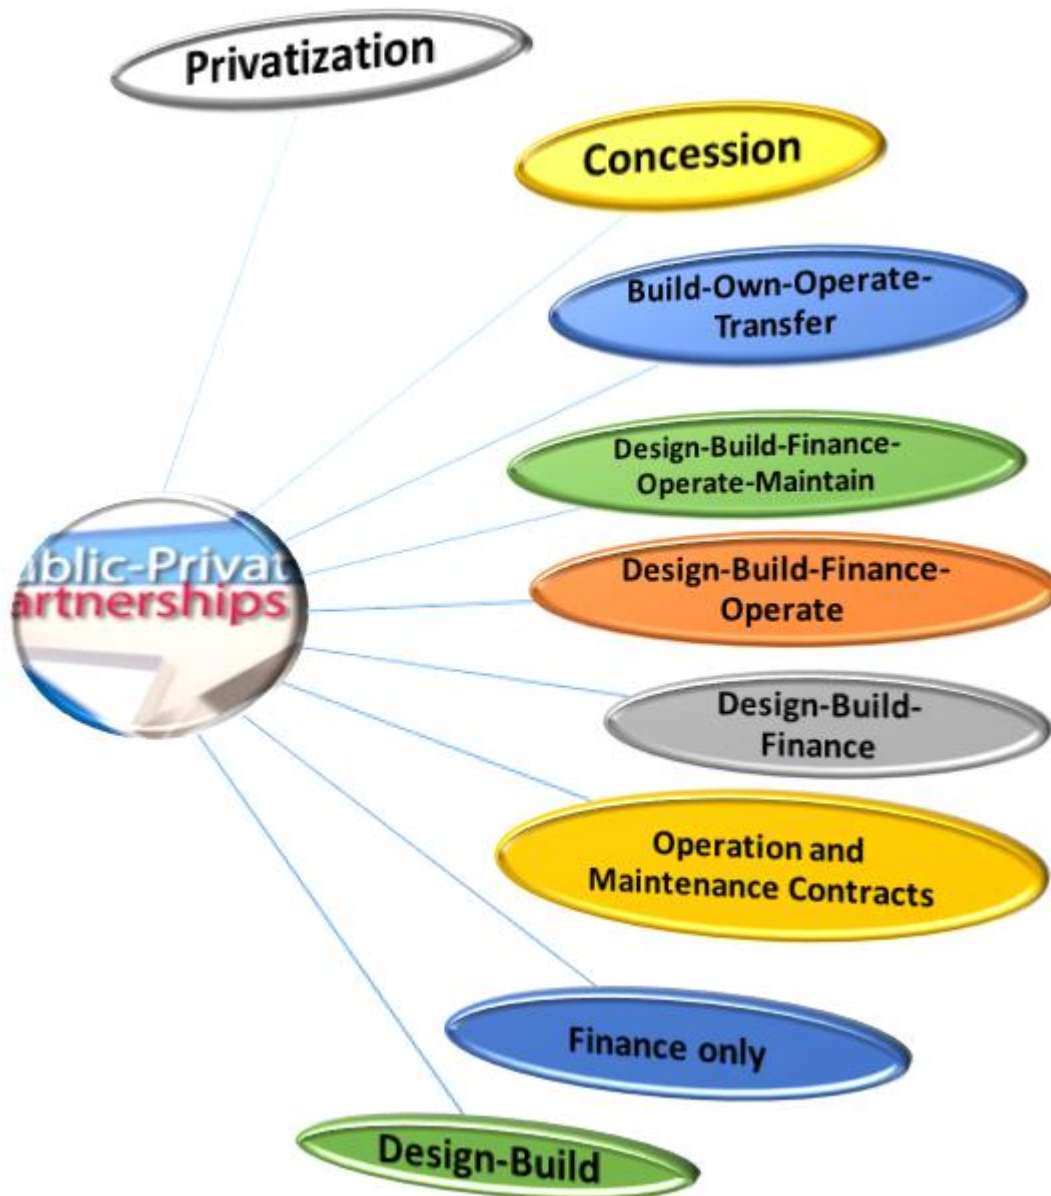 Privatization
Concession
Build-Own-Operate-
Transfer
Design-Build-Finance-
Operate-Maintain
Design-Build-Finance-
Operate
ublic-Privat
artnerships
Design-Build-
Finance
Operation and
Maintenance Contracts
Finance only
Design-Build